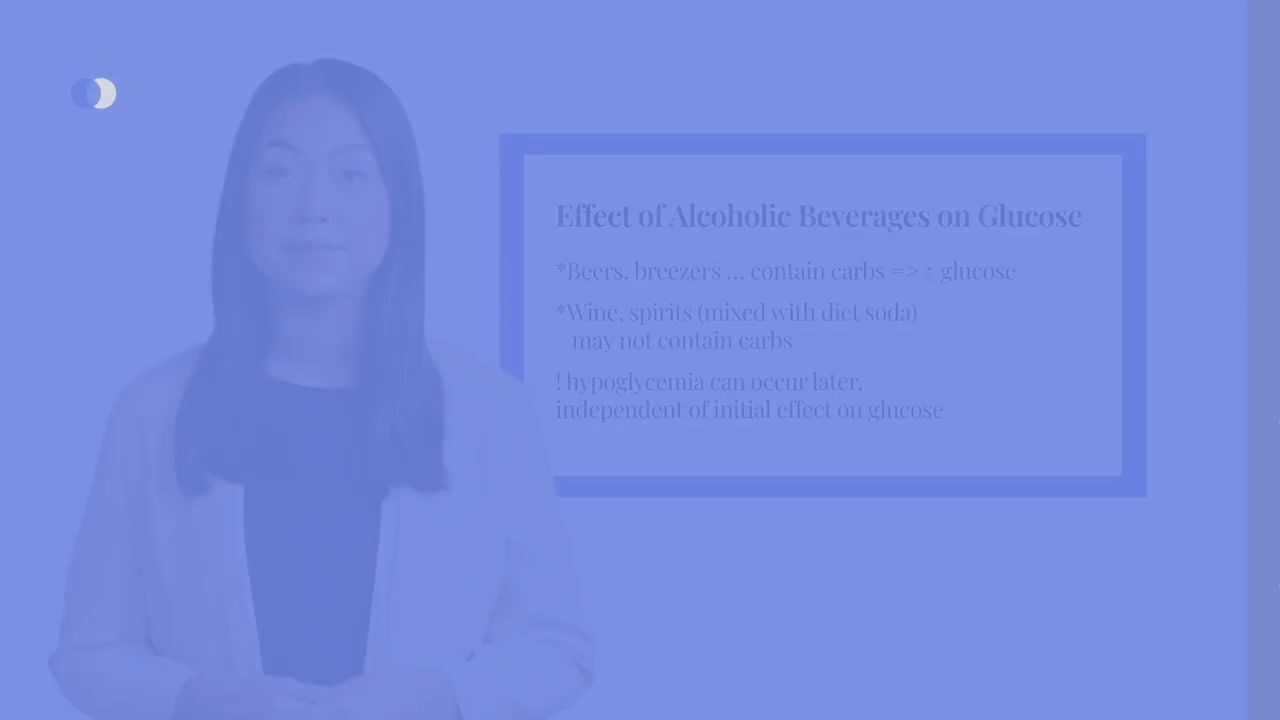 Effect of Alcoholic Beverages on Glucose
*Beers, breezers ... contain carbs => ↑ glucose
*Wine, spirits (mixed with diet soda)
may not contain carbs
! hypoglycemia can occur later,
independent of initial effect on glucose